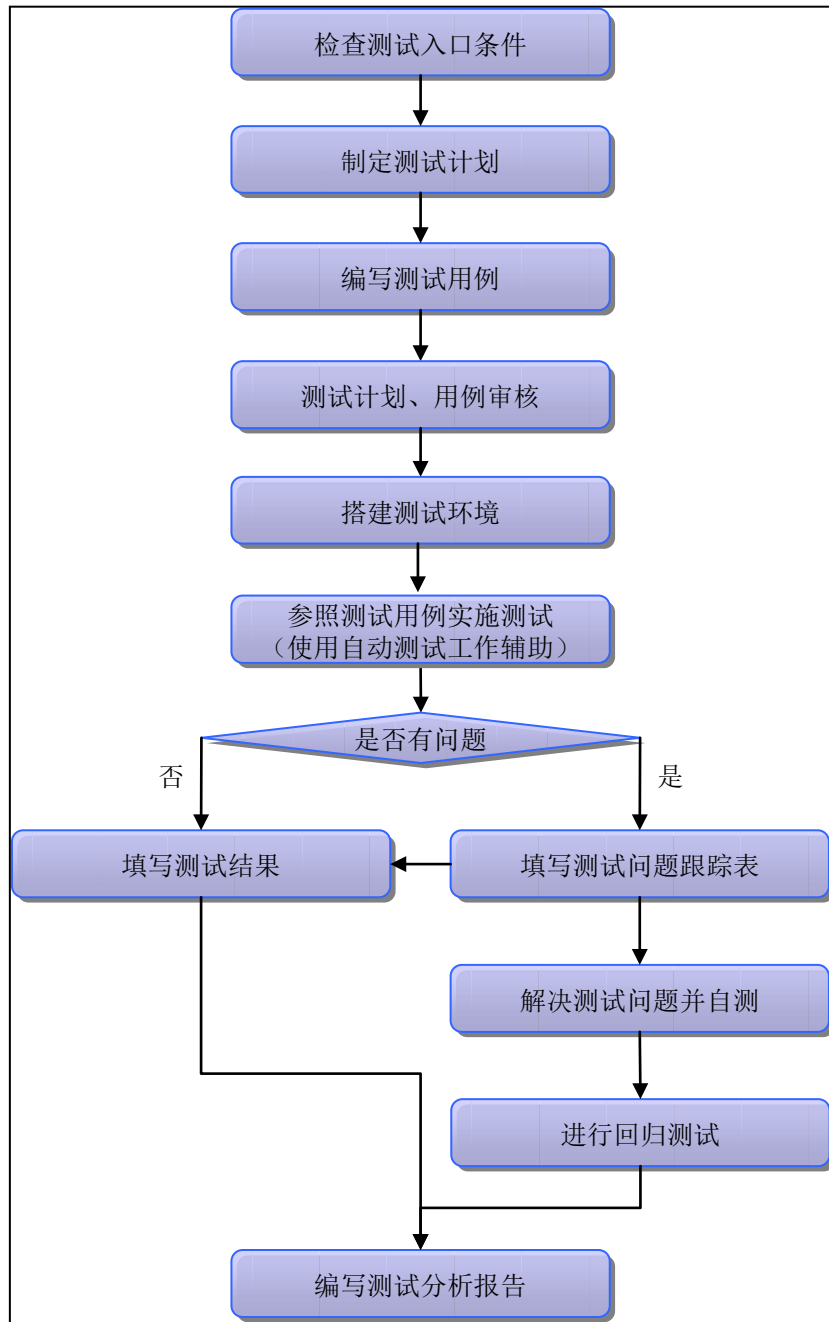 检查测试入口条件
制定测试计划
编写测试用例
测试计划、用例审核
搭建测试环境
参照测试用例实施测试
（使用自动测试工作辅助）
是否有问题
否
是
填写测试结果
填写测试问题跟踪表
解决测试问题并自测
进行回归测试
编写测试分析报告